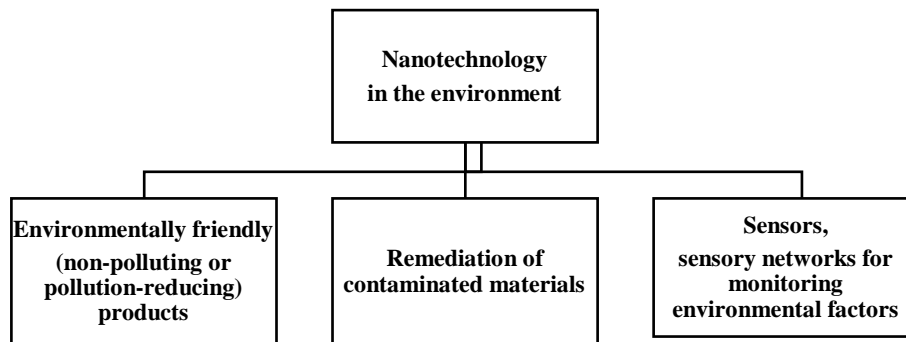 Nanotechnology
in the environment
Environmentally friendly
(non-polluting or
pollution-reducing)
products
Remediation of
contaminated materials
Sensors,
sensory networks for
monitoring
environmental factors